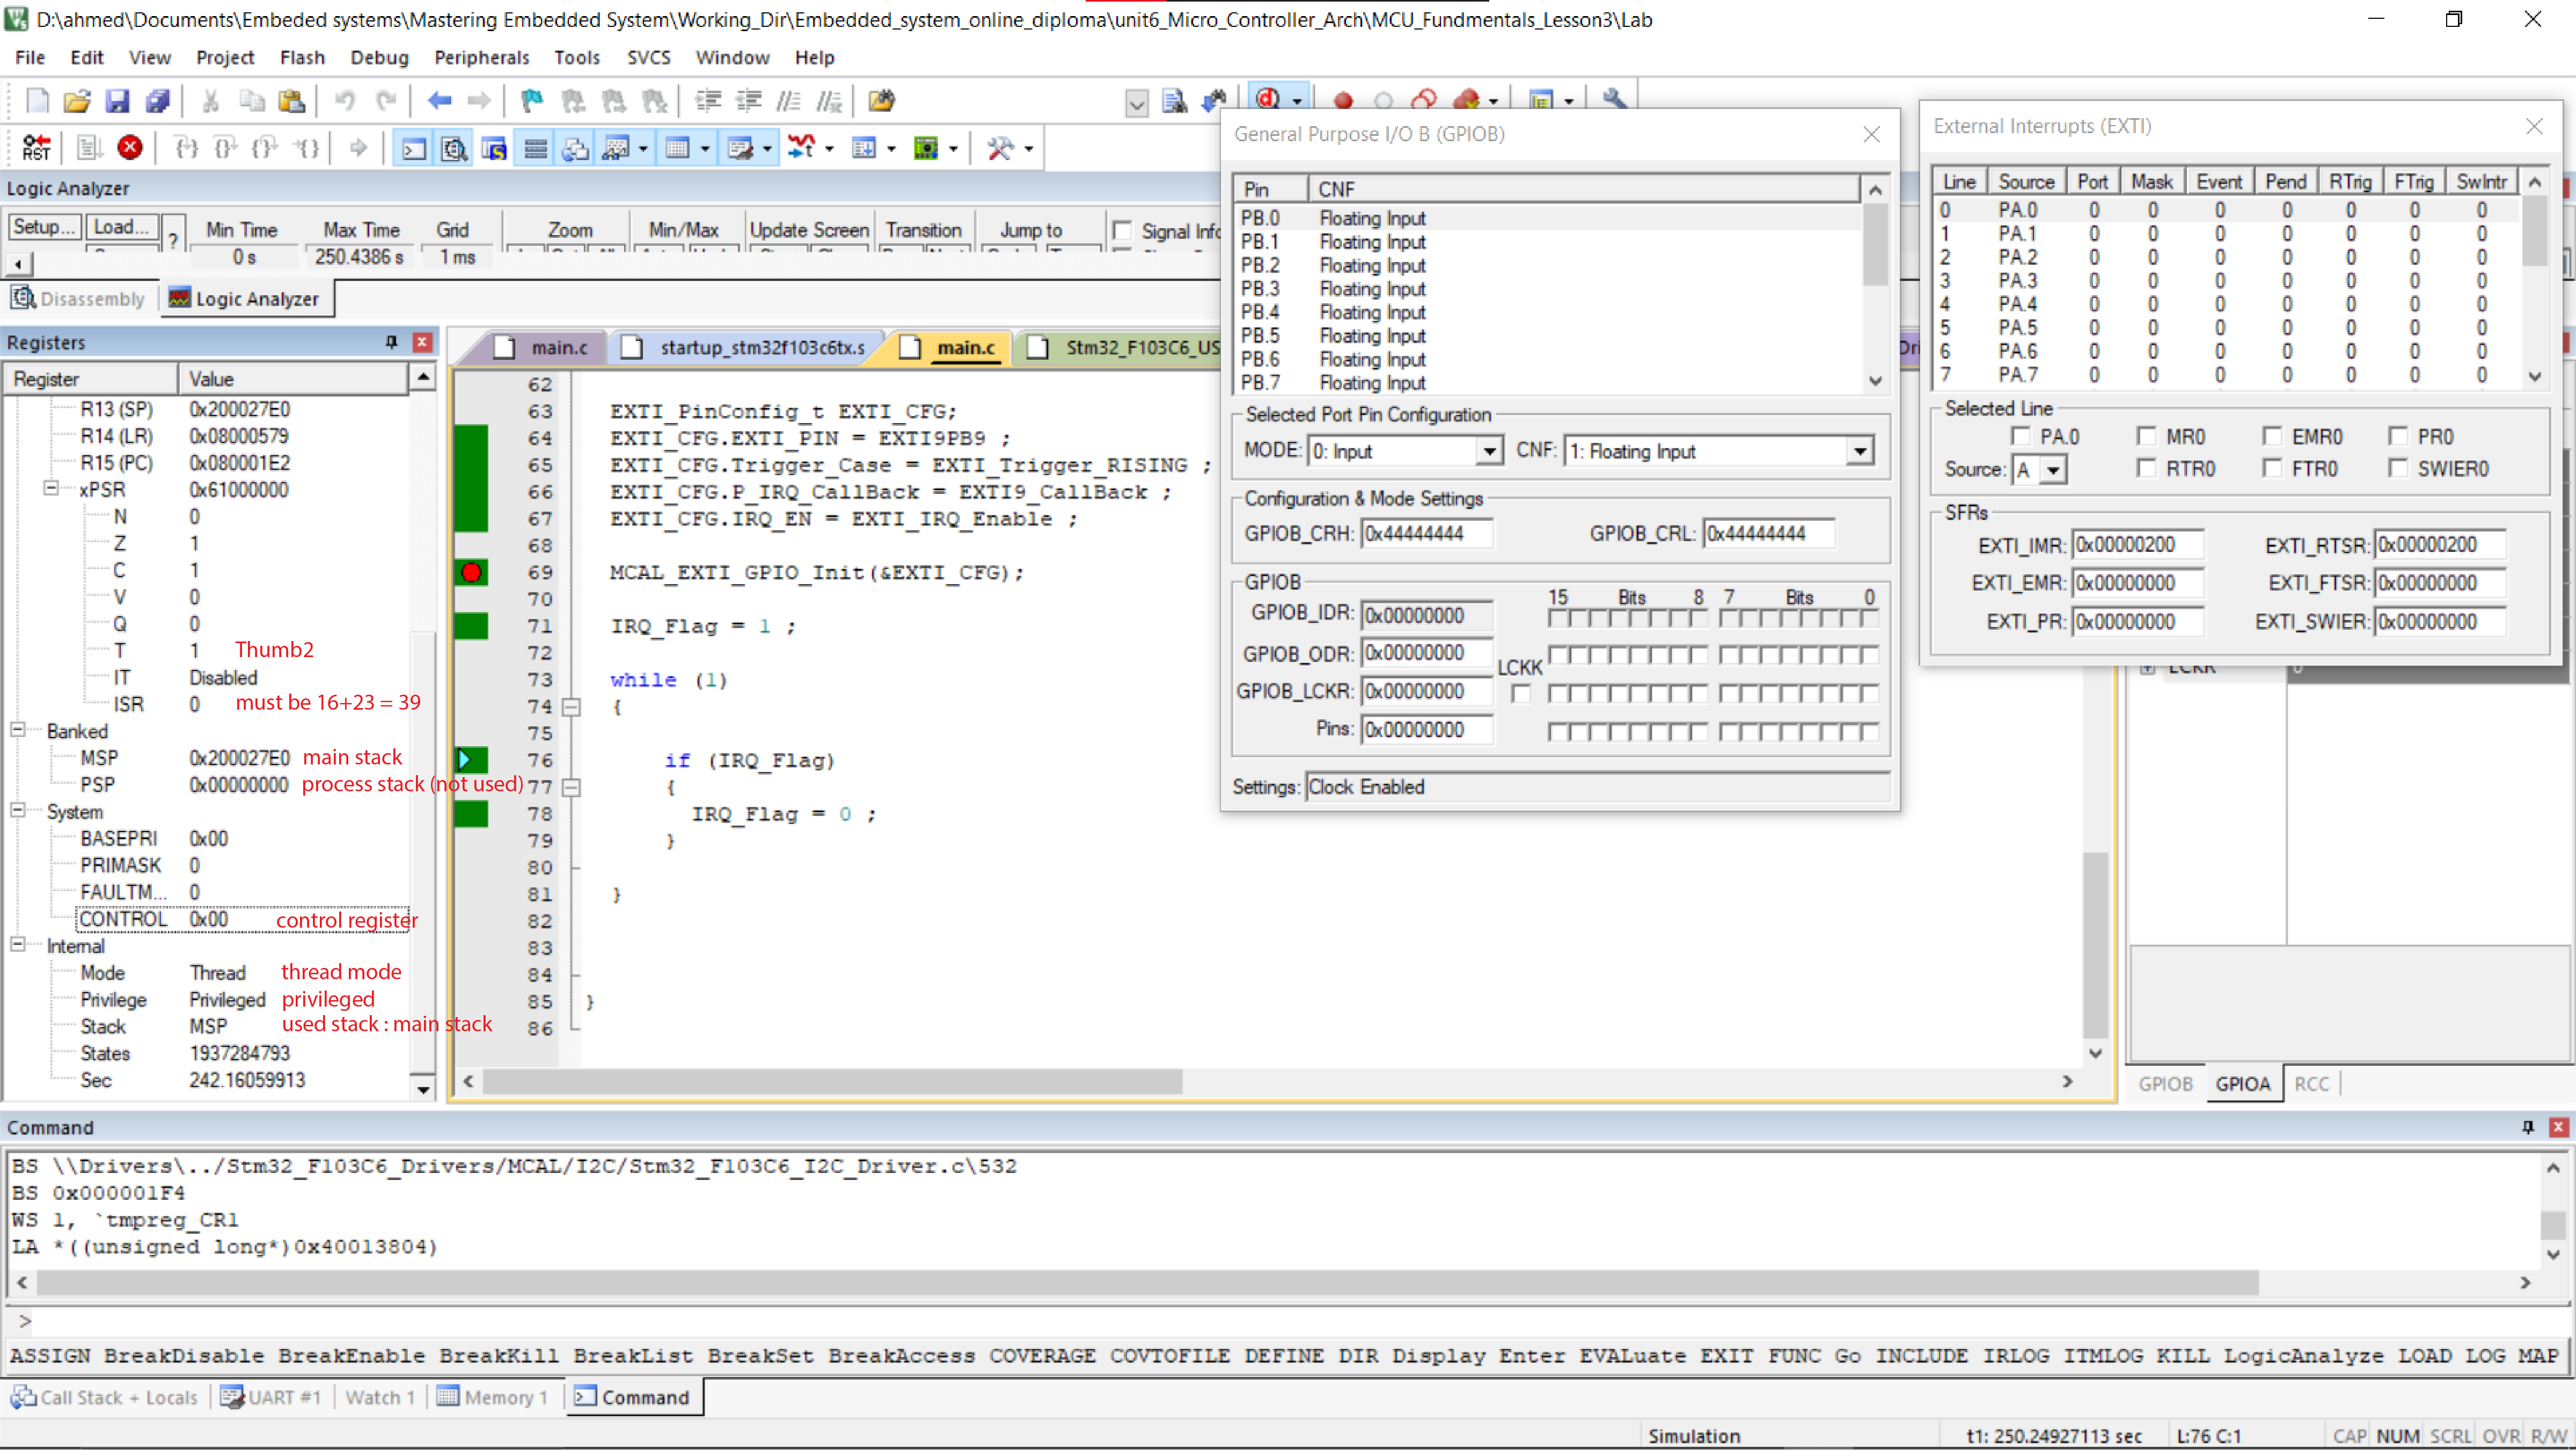 D:\ahmed\Documents\Embeded systems\Mastering Embedded System\Working_Dir\Embedded_system_online_diploma\unit6_Micro_Controller_Arch\MCU_Fundmentals_Lesson3\Lab
File Edit View Project Flash Debug Peripherals Tools SVCS Window Help
Logic Analyzer
Setup... Load... ? Min Time Max Time Grid Zoom Min/Max Update Screen Transition Jump to Signal Info
0 s 250.4386 s 1 ms
Disassembly Logic Analyzer
Registers
Register Value
R13 (SP) 0x200027E0
R14 (LR) 0x08000579
R15 (PC) 0x080001E2
xPSR 0x61000000
N 0
Z 1
C 1
V 0
Q 0
T 1 Thumb2
IT Disabled
ISR 0 must be 16+23 = 39
Banked
MSP 0x200027E0 main stack
PSP 0x00000000 process stack (not used)
System
BASEPRI 0x00
PRIMASK 0
FAULTM... 0
CONTROL 0x00 control register
Internal
Mode Thread thread mode
Privilege Privileged privileged
Stack MSP used stack : main stack
States 1937284793
Sec 242.16059913
main.c startup_stm32f103c6tx.s main.c Stm32_F103C6_US
62
63 EXTI_PinConfig_t EXTI_CFG;
64 EXTI_CFG.EXTI_PIN = EXTI9PB9 ;
65 EXTI_CFG.Trigger_Case = EXTI_Trigger_RISING ;
66 EXTI_CFG.P_IRQ_CallBack = EXTI9_CallBack ;
67 EXTI_CFG.IRQ_EN = EXTI_IRQ_Enable ;
68
69 MCAL_EXTI_GPIO_Init(&EXTI_CFG);
70
71 IRQ_Flag = 1 ;
72
73 while (1)
74 {
75
76 if (IRQ_Flag)
77 {
78 IRQ_Flag = 0 ;
79 }
80
81 }
82
83
84
85 }
86
General Purpose I/O B (GPIOB)
Pin CNF
PB.0 Floating Input
PB.1 Floating Input
PB.2 Floating Input
PB.3 Floating Input
PB.4 Floating Input
PB.5 Floating Input
PB.6 Floating Input
PB.7 Floating Input
Selected Port Pin Configuration
MODE: 0: Input CNF: 1: Floating Input
Configuration & Mode Settings
GPIOB_CRH: 0x44444444 GPIOB_CRL: 0x44444444
GPIOB
15 Bits 8 7 Bits 0
GPIOB_IDR: 0x00000000
GPIOB_ODR: 0x00000000
LCKK
GPIOB_LCKR: 0x00000000
Pins: 0x00000000
Settings: Clock Enabled
External Interrupts (EXTI)
Line Source Port Mask Event Pend RTrig FTrig SwIntr
0 PA.0 0 0 0 0 0 0 0
1 PA.1 0 0 0 0 0 0 0
2 PA.2 0 0 0 0 0 0 0
3 PA.3 0 0 0 0 0 0 0
4 PA.4 0 0 0 0 0 0 0
5 PA.5 0 0 0 0 0 0 0
6 PA.6 0 0 0 0 0 0 0
7 PA.7 0 0 0 0 0 0 0
Selected Line
PA.0 MR0 EMR0 PR0
Source: A RTR0 FTR0 SWIER0
SFRs
EXTI_IMR: 0x00000200 EXTI_RTSR: 0x00000200
EXTI_EMR: 0x00000000 EXTI_FTSR: 0x00000000
EXTI_PR: 0x00000000 EXTI_SWIER: 0x00000000
LCKR 0
GPIOB GPIOA RCC
Command
BS \\Drivers\../Stm32_F103C6_Drivers/MCAL/I2C/Stm32_F103C6_I2C_Driver.c\532
BS 0x000001F4
WS 1, `tmpreg_CR1
LA *((unsigned long*)0x40013804)
>
ASSIGN BreakDisable BreakEnable BreakKill BreakList BreakSet BreakAccess COVERAGE COVTOFILE DEFINE DIR Display Enter EVALuate EXIT FUNC Go INCLUDE IRLOG ITMLOG KILL LogicAnalyze LOAD LOG MAP
Call Stack + Locals UART #1 Watch 1 Memory 1 Command
Simulation t1: 250.24927113 sec L:76 C:1 CAP NUM SCRL OVR R/W